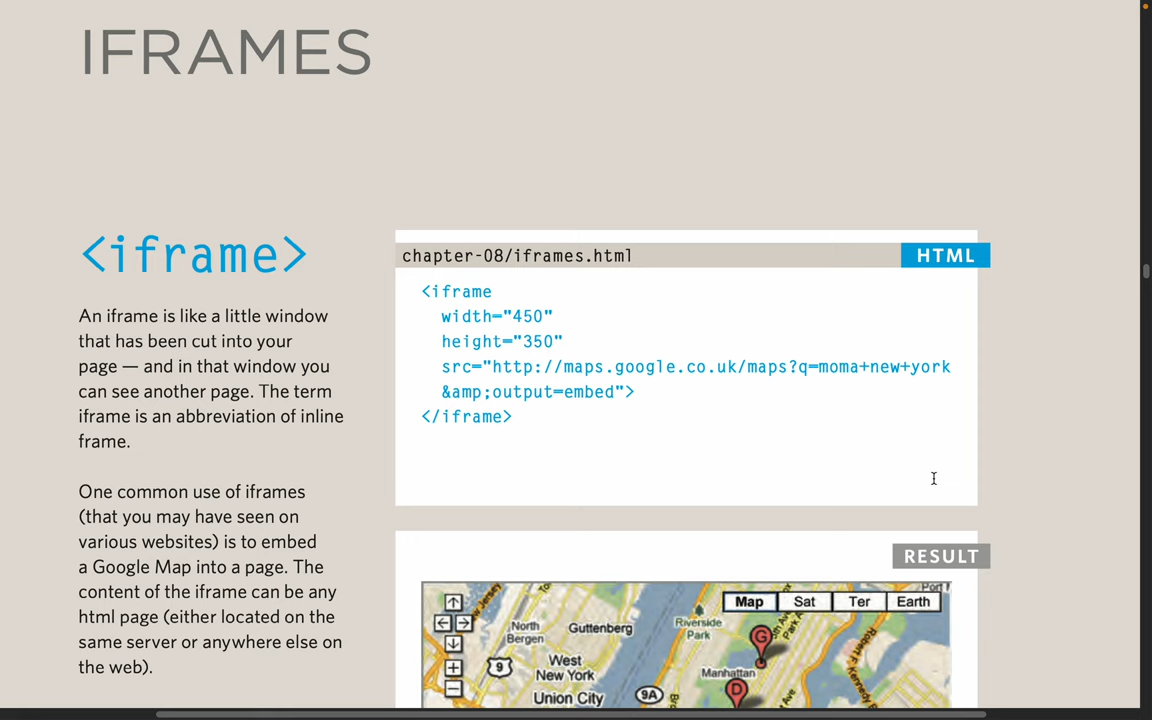 IFRAMES
<iframe>
An iframe is like a little window
that has been cut into your
page — and in that window you
can see another page. The term
iframe is an abbreviation of inline
frame.
One common use of iframes
(that you may have seen on
various websites) is to embed
a Google Map into a page. The
content of the iframe can be any
html page (either located on the
same server or anywhere else on
the web).
chapter-08/iframes.html
HTML
<iframe
width="450"
height="350"
src="http://maps.google.co.uk/maps?q=moma+new+york
&amp;output=embed">
</iframe>
RESULT
Map Sat Ter Earth
North
Bergen
Guttenberg
Riverside
Park
9
West
New York
Union City
Manhattan
9A
G
D